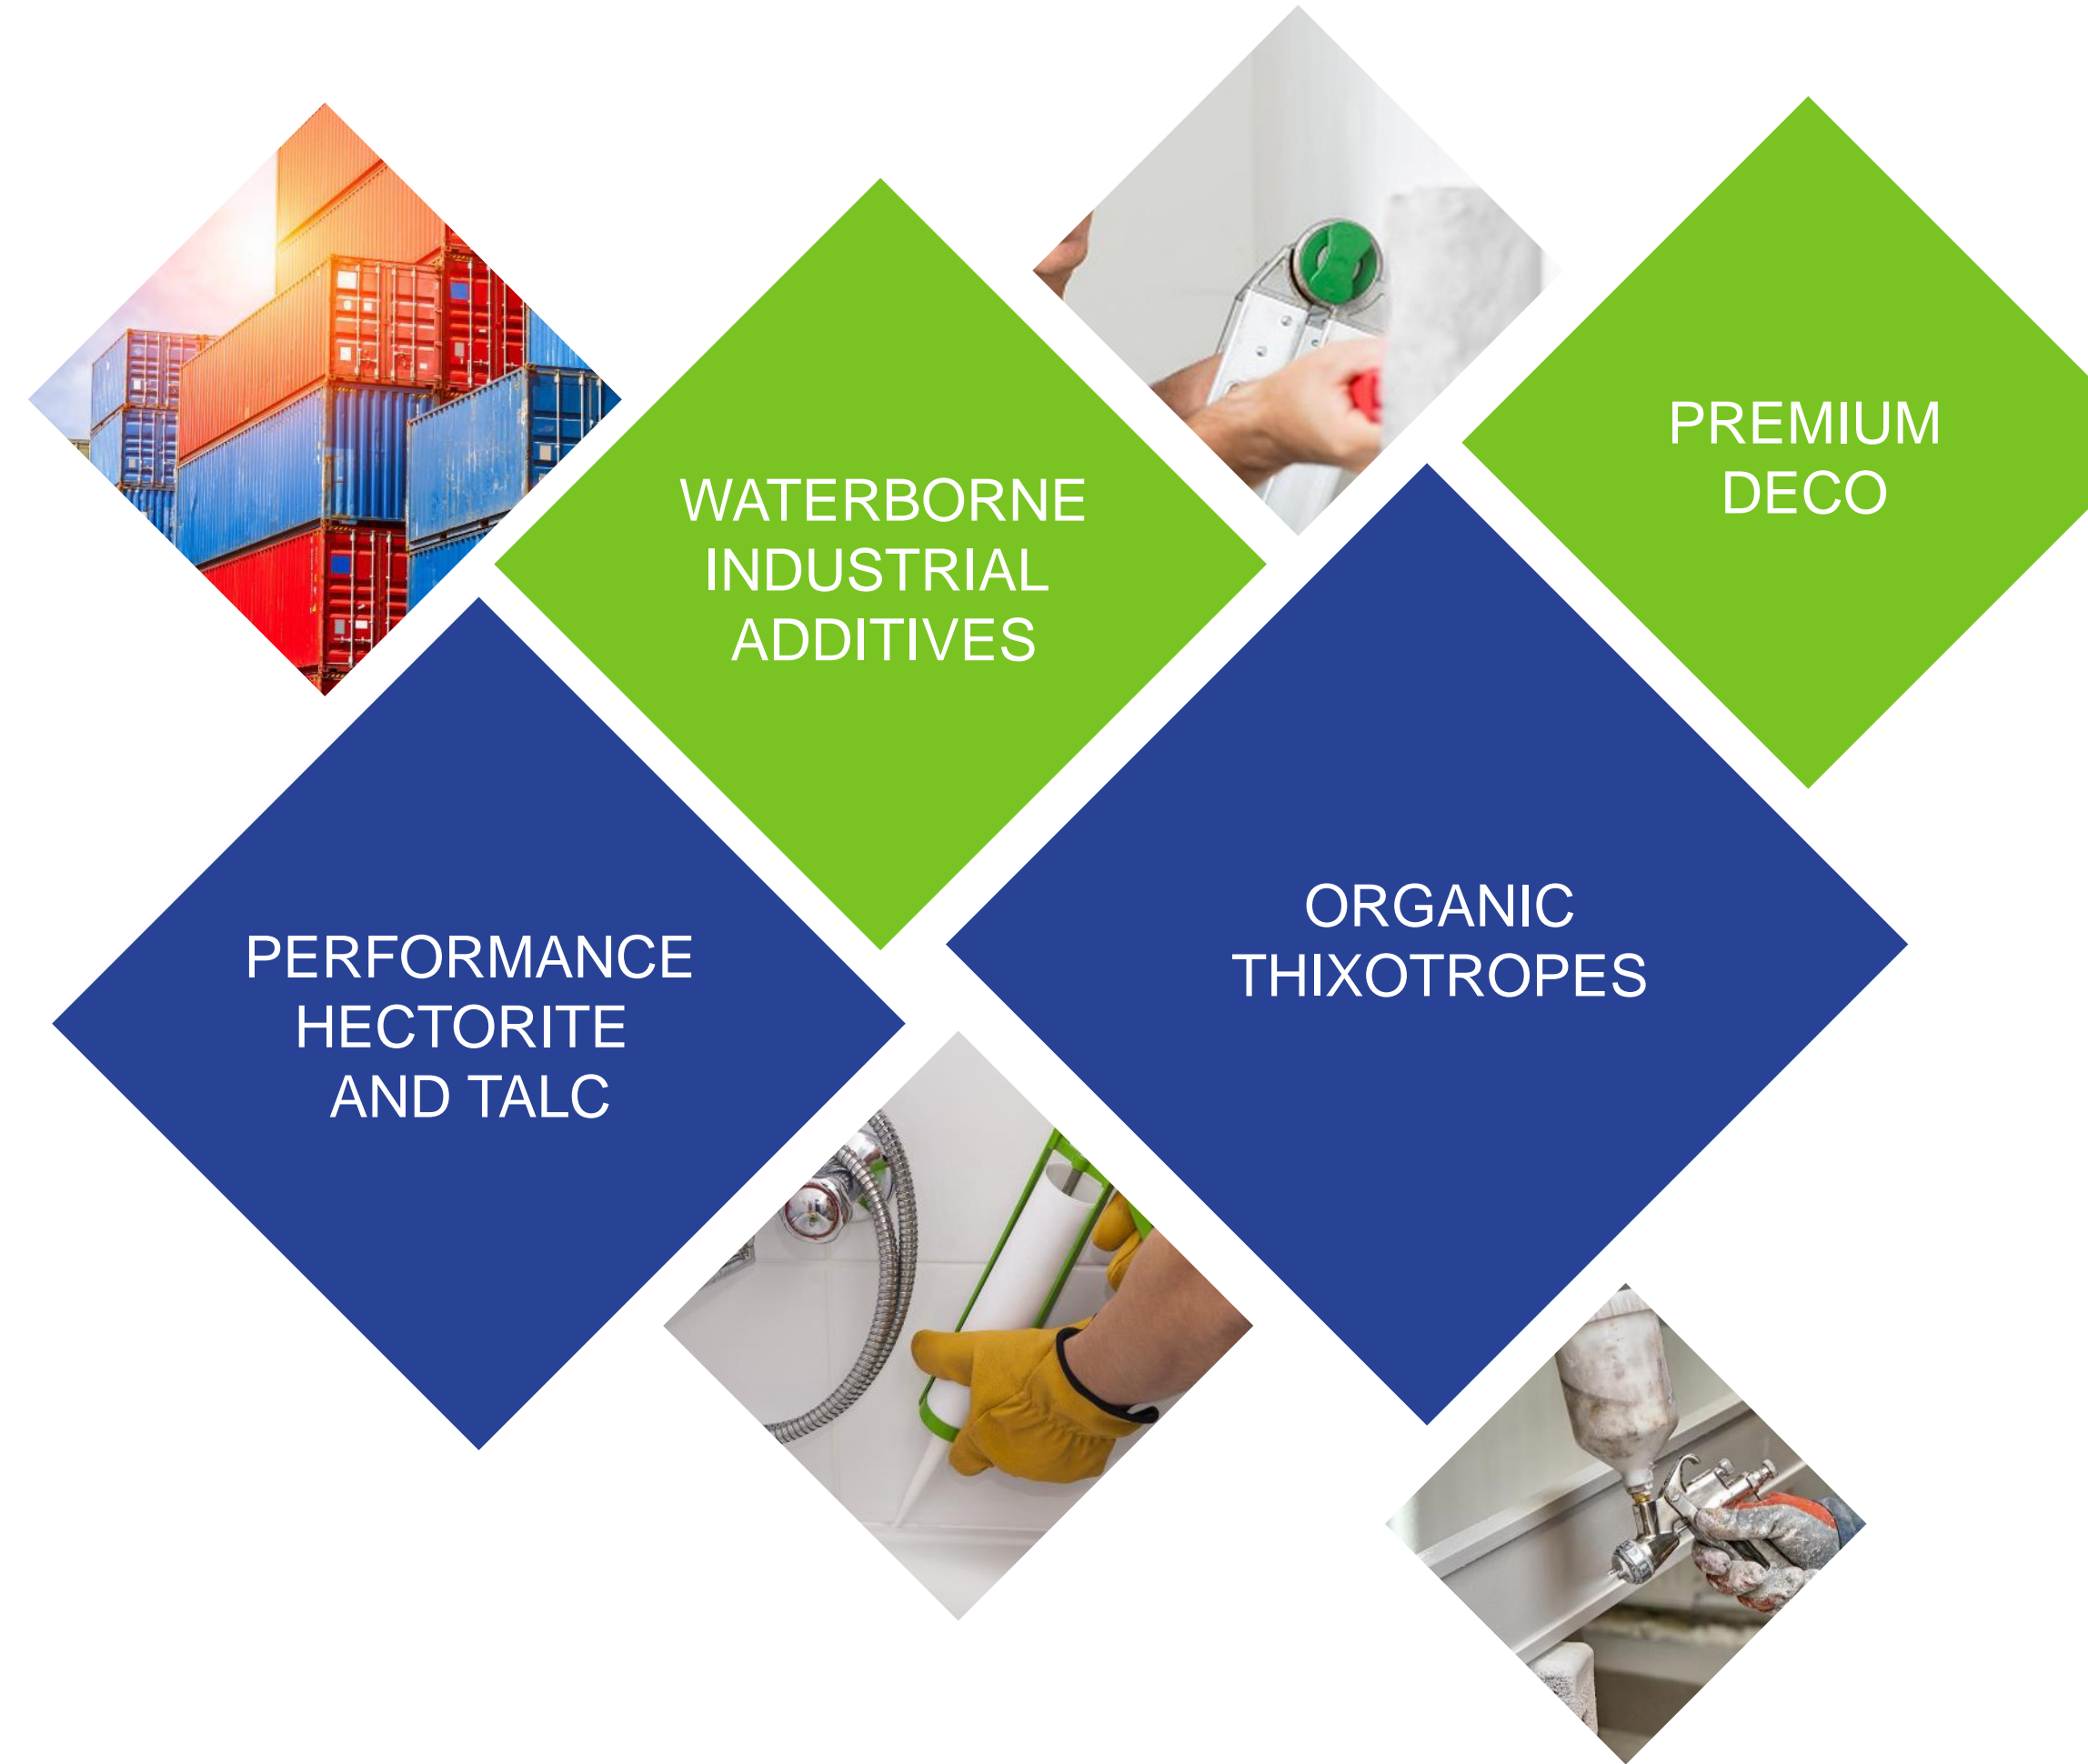 WATERBORNE
INDUSTRIAL
ADDITIVES
PREMIUM
DECO
PERFORMANCE
HECTORITE
AND TALC
ORGANIC
THIXOTROPES